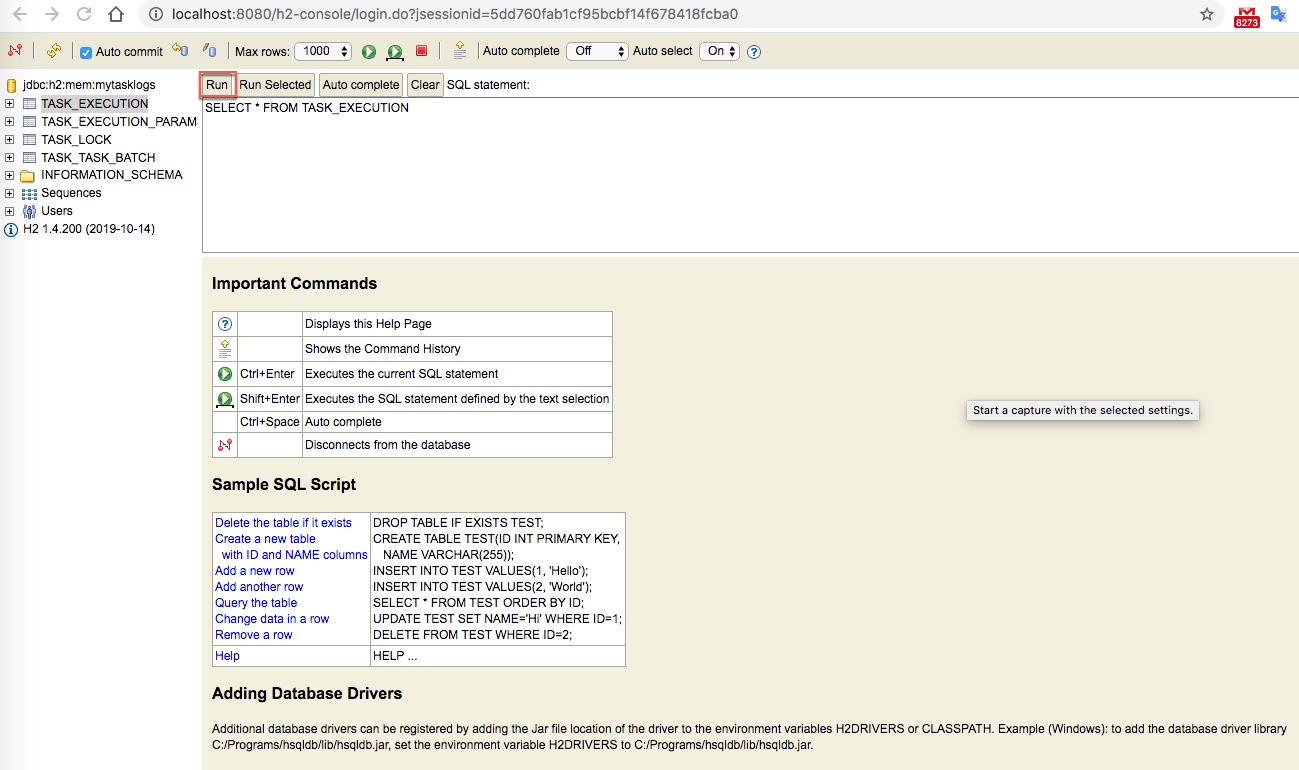 localhost:8080/h2-console/login.do?jsessionid=5dd760fab1cf95bcbf14f678418fcba0
8273
Auto commit Max rows: 1000 Auto complete Off Auto select On
jdbc:h2:mem:mytasklogs
TASK_EXECUTION
TASK_EXECUTION_PARAM
TASK_LOCK
TASK_TASK_BATCH
INFORMATION_SCHEMA
Sequences
Users
H2 1.4.200 (2019-10-14)
Run Run Selected Auto complete Clear SQL statement:
SELECT * FROM TASK_EXECUTION
Important Commands
Displays this Help Page
Shows the Command History
Ctrl+Enter Executes the current SQL statement
Shift+Enter Executes the SQL statement defined by the text selection
Ctrl+Space Auto complete
Disconnects from the database
Start a capture with the selected settings.
Sample SQL Script
Delete the table if it exists DROP TABLE IF EXISTS TEST;
Create a new table CREATE TABLE TEST(ID INT PRIMARY KEY,
with ID and NAME columns NAME VARCHAR(255));
Add a new row INSERT INTO TEST VALUES(1, 'Hello');
Add another row INSERT INTO TEST VALUES(2, 'World');
Query the table SELECT * FROM TEST ORDER BY ID;
Change data in a row UPDATE TEST SET NAME='Hi' WHERE ID=1;
Remove a row DELETE FROM TEST WHERE ID=2;
Help HELP ...
Adding Database Drivers
Additional database drivers can be registered by adding the Jar file location of the driver to the environment variables H2DRIVERS or CLASSPATH. Example (Windows): to add the database driver library
C:/Programs/hsqldb/lib/hsqldb.jar, set the environment variable H2DRIVERS to C:/Programs/hsqldb/lib/hsqldb.jar.